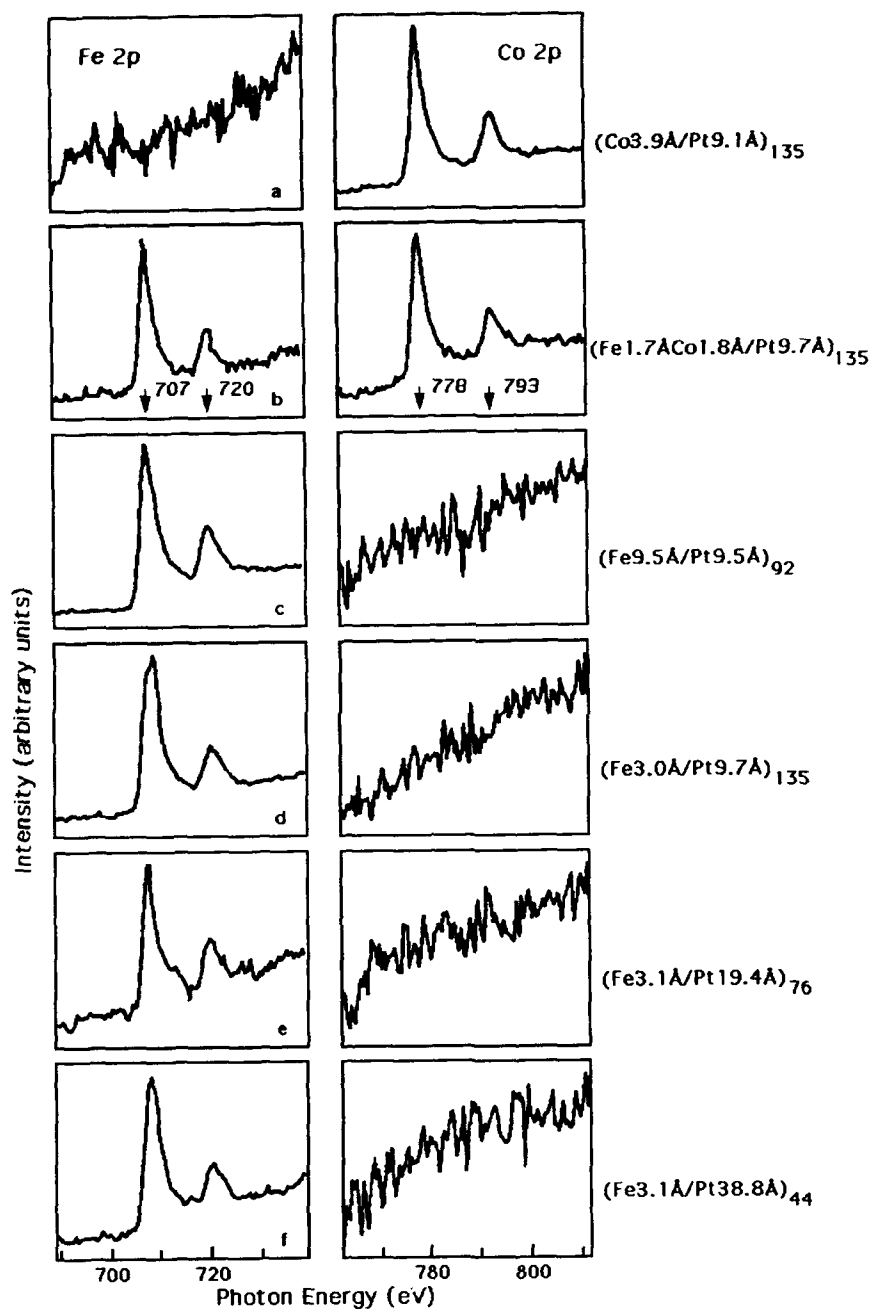 Fe 2p
Co 2p
a
(Co3.9Å/Pt9.1Å)135
707 720
b
778 793
(Fe1.7ÅCo1.8Å/Pt9.7Å)135
c
(Fe9.5Å/Pt9.5Å)92
d
(Fe3.0Å/Pt9.7Å)135
e
(Fe3.1Å/Pt19.4Å)76
f
(Fe3.1Å/Pt38.8Å)44
Intensity (arbitrary units)
700 720 780 800
Photon Energy (eV)